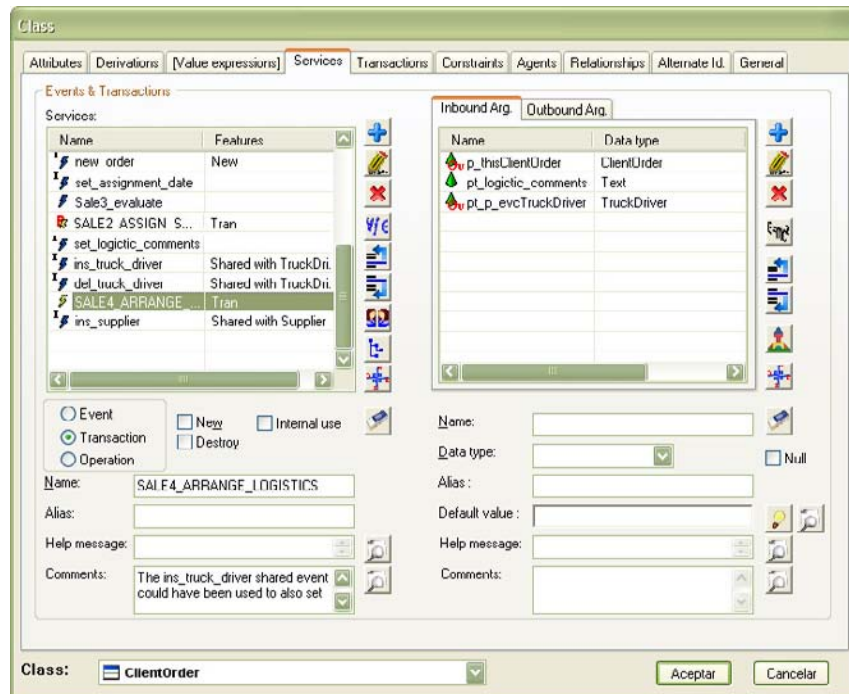 Class
Attributes Derivations [Value expressions] Services Transactions Constraints Agents Relationships Alternate Id. General
Events & Transactions
Services:
Name Features
new order New
set_assignment_date
Sale3_evaluate
SALE2 ASSIGN S... Tran
set_logictic_comments
ins_truck_driver Shared with TruckDri.
del_truck_driver Shared with TruckDri.
SALE4_ARRANGE_... Tran
ins_supplier Shared with Supplier
Inbound Arg. Outbound Arg.
Name Data type
p_thisClientOrder ClientOrder
pt_logictic_comments Text
pt_p_evcTruckDriver TruckDriver
Event
Transaction
Operation
New Internal use
Destroy
Name: SALE4_ARRANGE_LOGISTICS
Alias:
Help message:
Comments: The ins_truck_driver shared event
could have been used to also set
Name:
Data type: Null
Alias :
Default value :
Help message:
Comments:
Class: ClientOrder Aceptar Cancelar